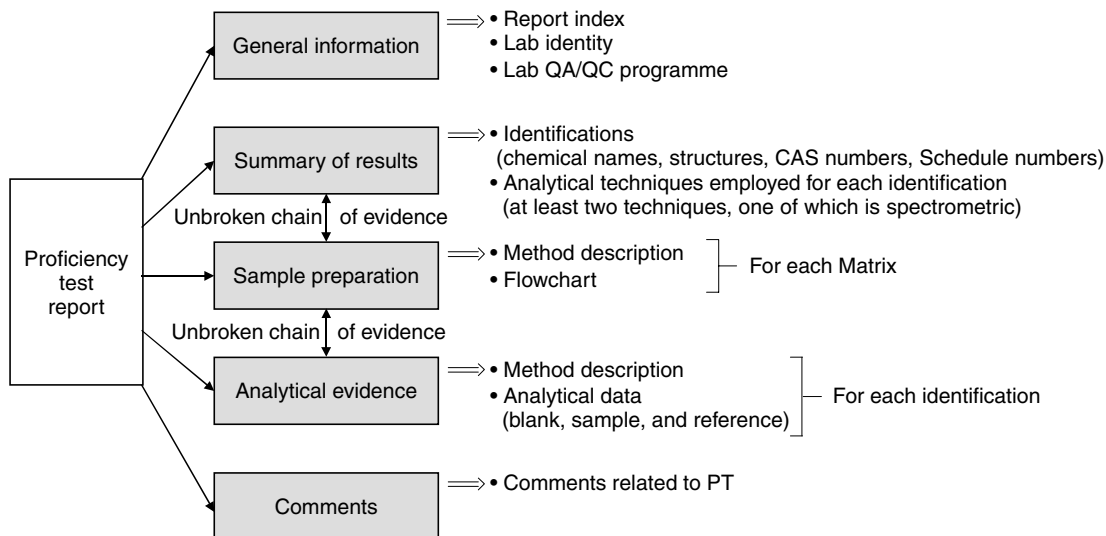 General information
• Report index
• Lab identity
• Lab QA/QC programme
Summary of results
• Identifications
(chemical names, structures, CAS numbers, Schedule numbers)
• Analytical techniques employed for each identification
(at least two techniques, one of which is spectrometric)
Unbroken chain of evidence
Proficiency
test
report
Sample preparation
• Method description
• Flowchart
For each Matrix
Unbroken chain of evidence
Analytical evidence
• Method description
• Analytical data
(blank, sample, and reference)
For each identification
Comments
• Comments related to PT